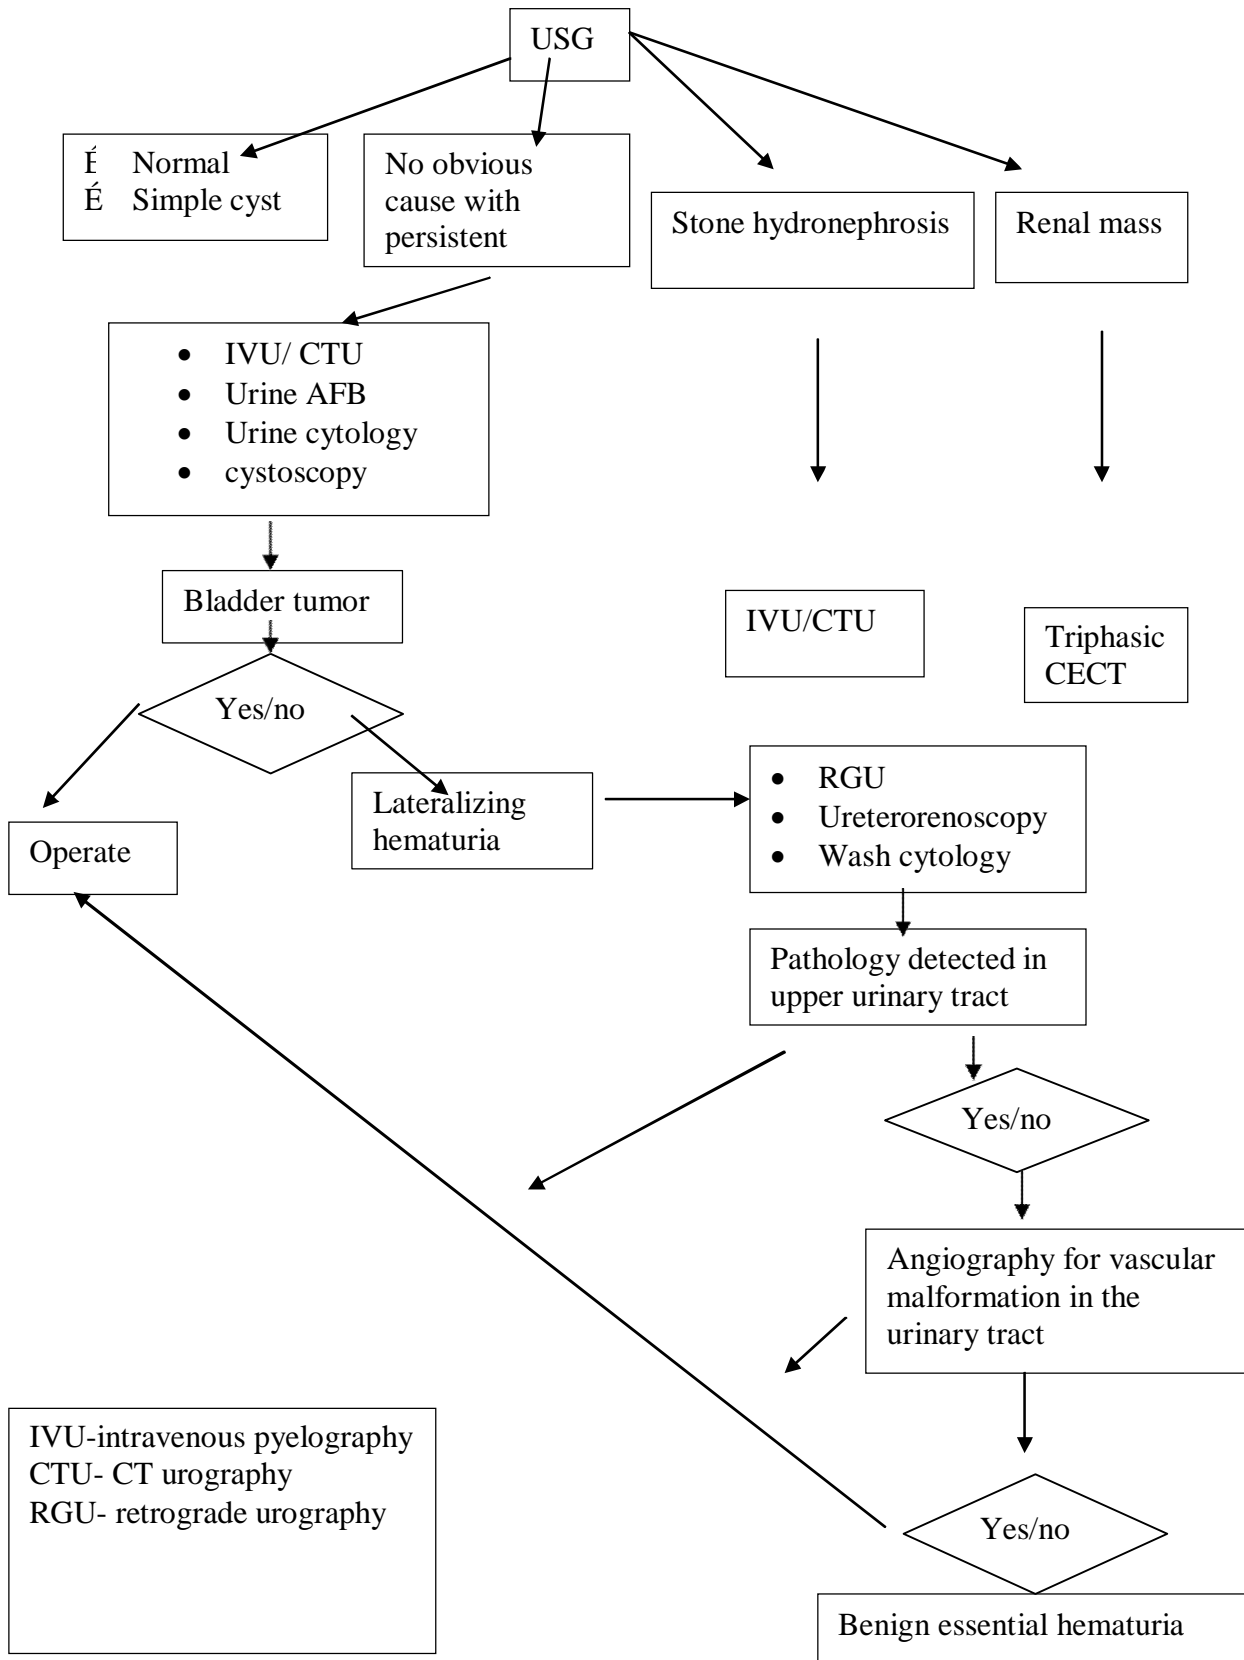 USG
É Normal
É Simple cyst
No obvious
cause with
persistent
Stone hydronephrosis
Renal mass
• IVU/ CTU
• Urine AFB
• Urine cytology
• cystoscopy
Bladder tumor
IVU/CTU
Triphasic
CECT
Yes/no
Lateralizing
hematuria
• RGU
• Ureterorenoscopy
• Wash cytology
Operate
Pathology detected in
upper urinary tract
Yes/no
Angiography for vascular
malformation in the
urinary tract
IVU-intravenous pyelography
CTU- CT urography
RGU- retrograde urography
Yes/no
Benign essential hematuria